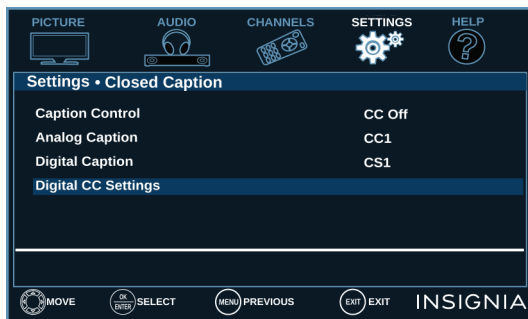 PICTURE AUDIO CHANNELS SETTINGS HELP
Settings • Closed Caption
Caption Control CC Off
Analog Caption CC1
Digital Caption CS1
Digital CC Settings
MOVE OK ENTER SELECT MENU PREVIOUS EXIT EXIT INSIGNIA